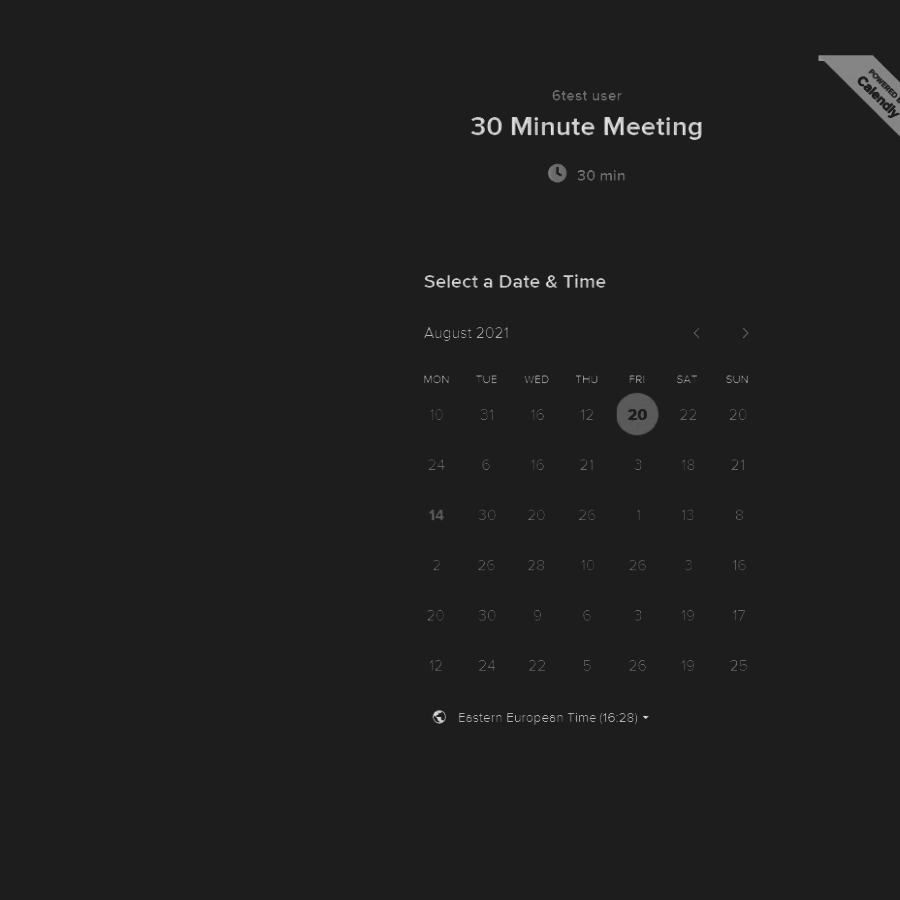 POWERED B
Calendly
6test user
30 Minute Meeting
30 min
Select a Date & Time
August 2021
MON TUE WED THU FRI SAT SUN
10 31 16 12 20 22 20
24 6 16 21 3 18 21
14 30 20 26 1 13 8
2 26 28 10 26 3 16
20 30 9 6 3 19 17
12 24 22 5 26 19 25
Eastern European Time (16:28)